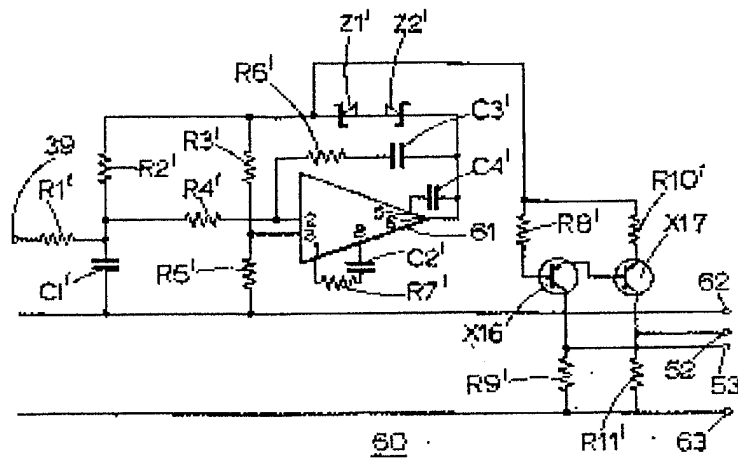 Z1' Z2'
R6'
C3'
39
R3'
C4'
R2'
R1'
R4'
R10'
61
R8'
X17
C1'
R5'
C2'
R7'
62
X16
52
R9'
53
R11'
63
60